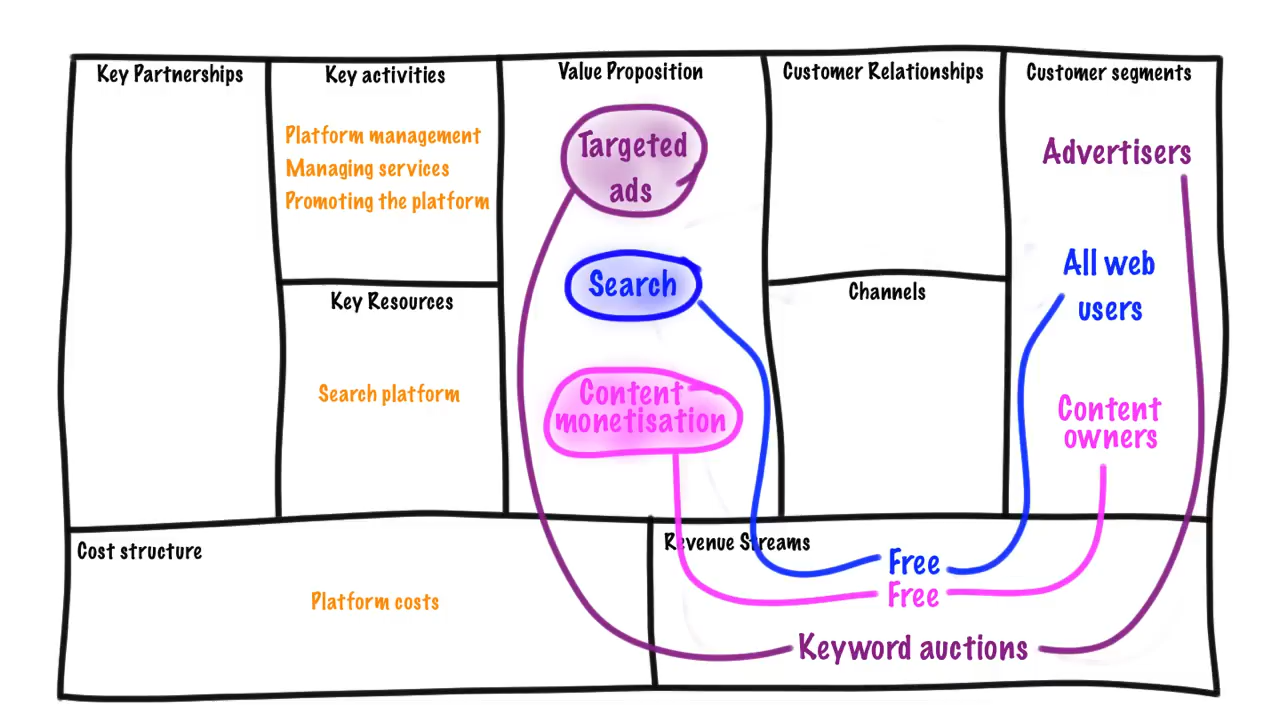 Key Partnerships
Key activities
Platform management
Managing services
Promoting the platform
Key Resources
Search platform
Value Proposition
Targeted
ads
Search
Content
monetisation
Customer Relationships
Channels
Customer segments
Advertisers
All web
users
Content
owners
Cost structure
Platform costs
Revenue Streams
Free
Free
Keyword auctions